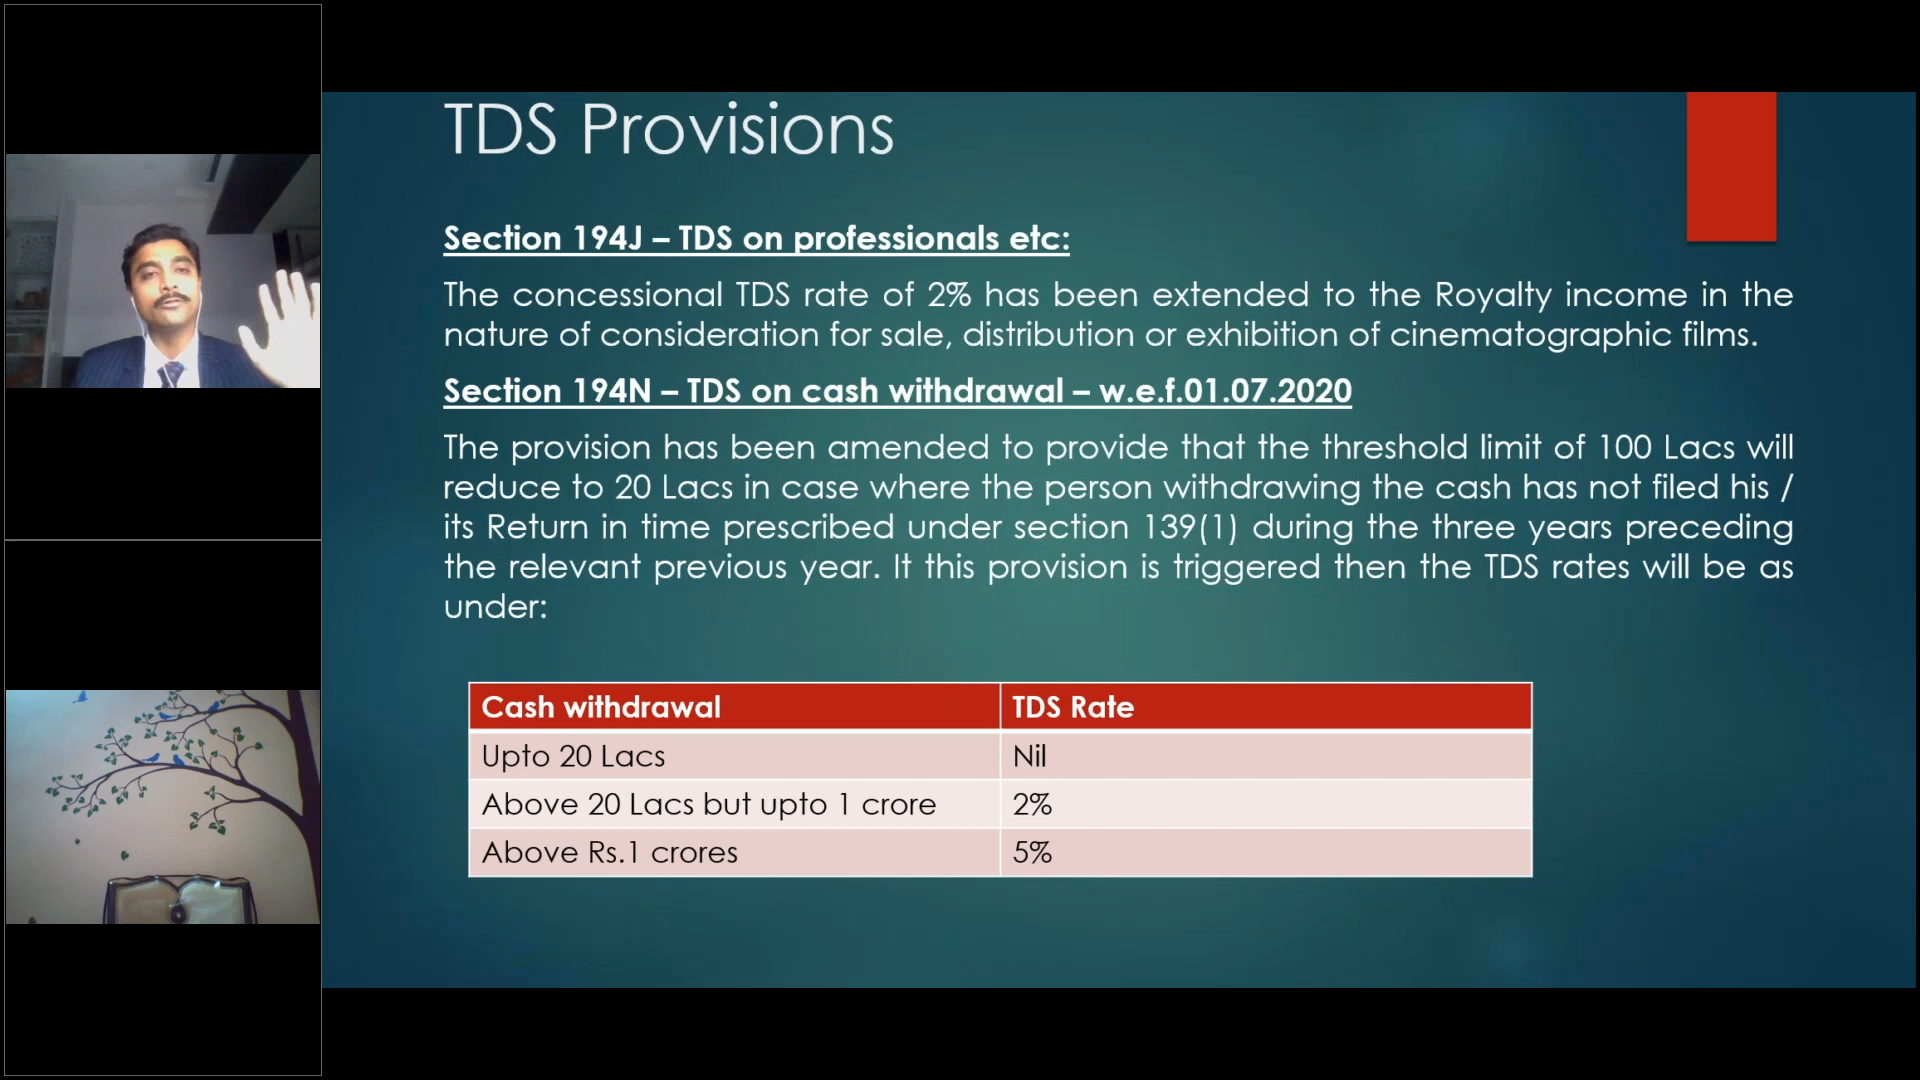 TDS Provisions
Section 194J – TDS on professionals etc:
The concessional TDS rate of 2% has been extended to the Royalty income in the
nature of consideration for sale, distribution or exhibition of cinematographic films.
Section 194N – TDS on cash withdrawal – w.e.f.01.07.2020
The provision has been amended to provide that the threshold limit of 100 Lacs will
reduce to 20 Lacs in case where the person withdrawing the cash has not filed his /
its Return in time prescribed under section 139(1) during the three years preceding
the relevant previous year. It this provision is triggered then the TDS rates will be as
under:
Cash withdrawal TDS Rate
Upto 20 Lacs Nil
Above 20 Lacs but upto 1 crore 2%
Above Rs.1 crores 5%